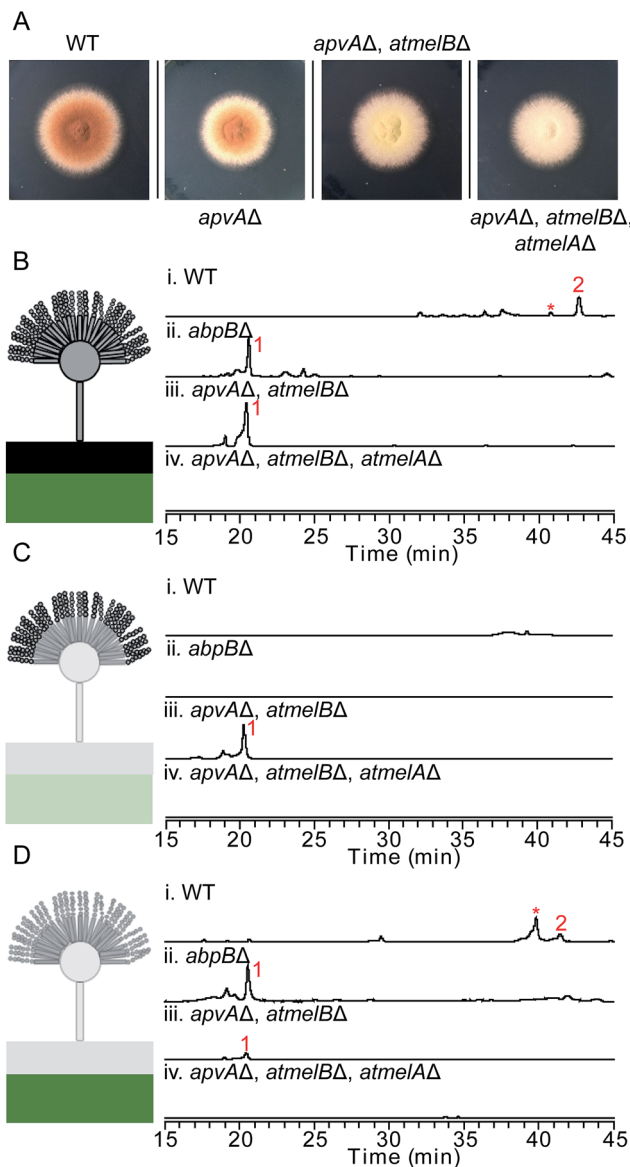 A
WT
apvAΔ, atmelBΔ
apvAΔ
apvAΔ, atmelBΔ,
atmelAΔ
B
i. WT
*
2
ii. abpBΔ
1
iii. apvAΔ, atmelBΔ
1
iv. apvAΔ, atmelBΔ, atmelAΔ
15 20 25 30 35 40 45
Time (min)
C
i. WT
ii. abpBΔ
iii. apvAΔ, atmelBΔ
1
iv. apvAΔ, atmelBΔ, atmelAΔ
15 20 25 30 35 40 45
Time (min)
D
i. WT
*
2
ii. abpBΔ
1
iii. apvAΔ, atmelBΔ
1
iv. apvAΔ, atmelBΔ, atmelAΔ
15 20 25 30 35 40 45
Time (min)